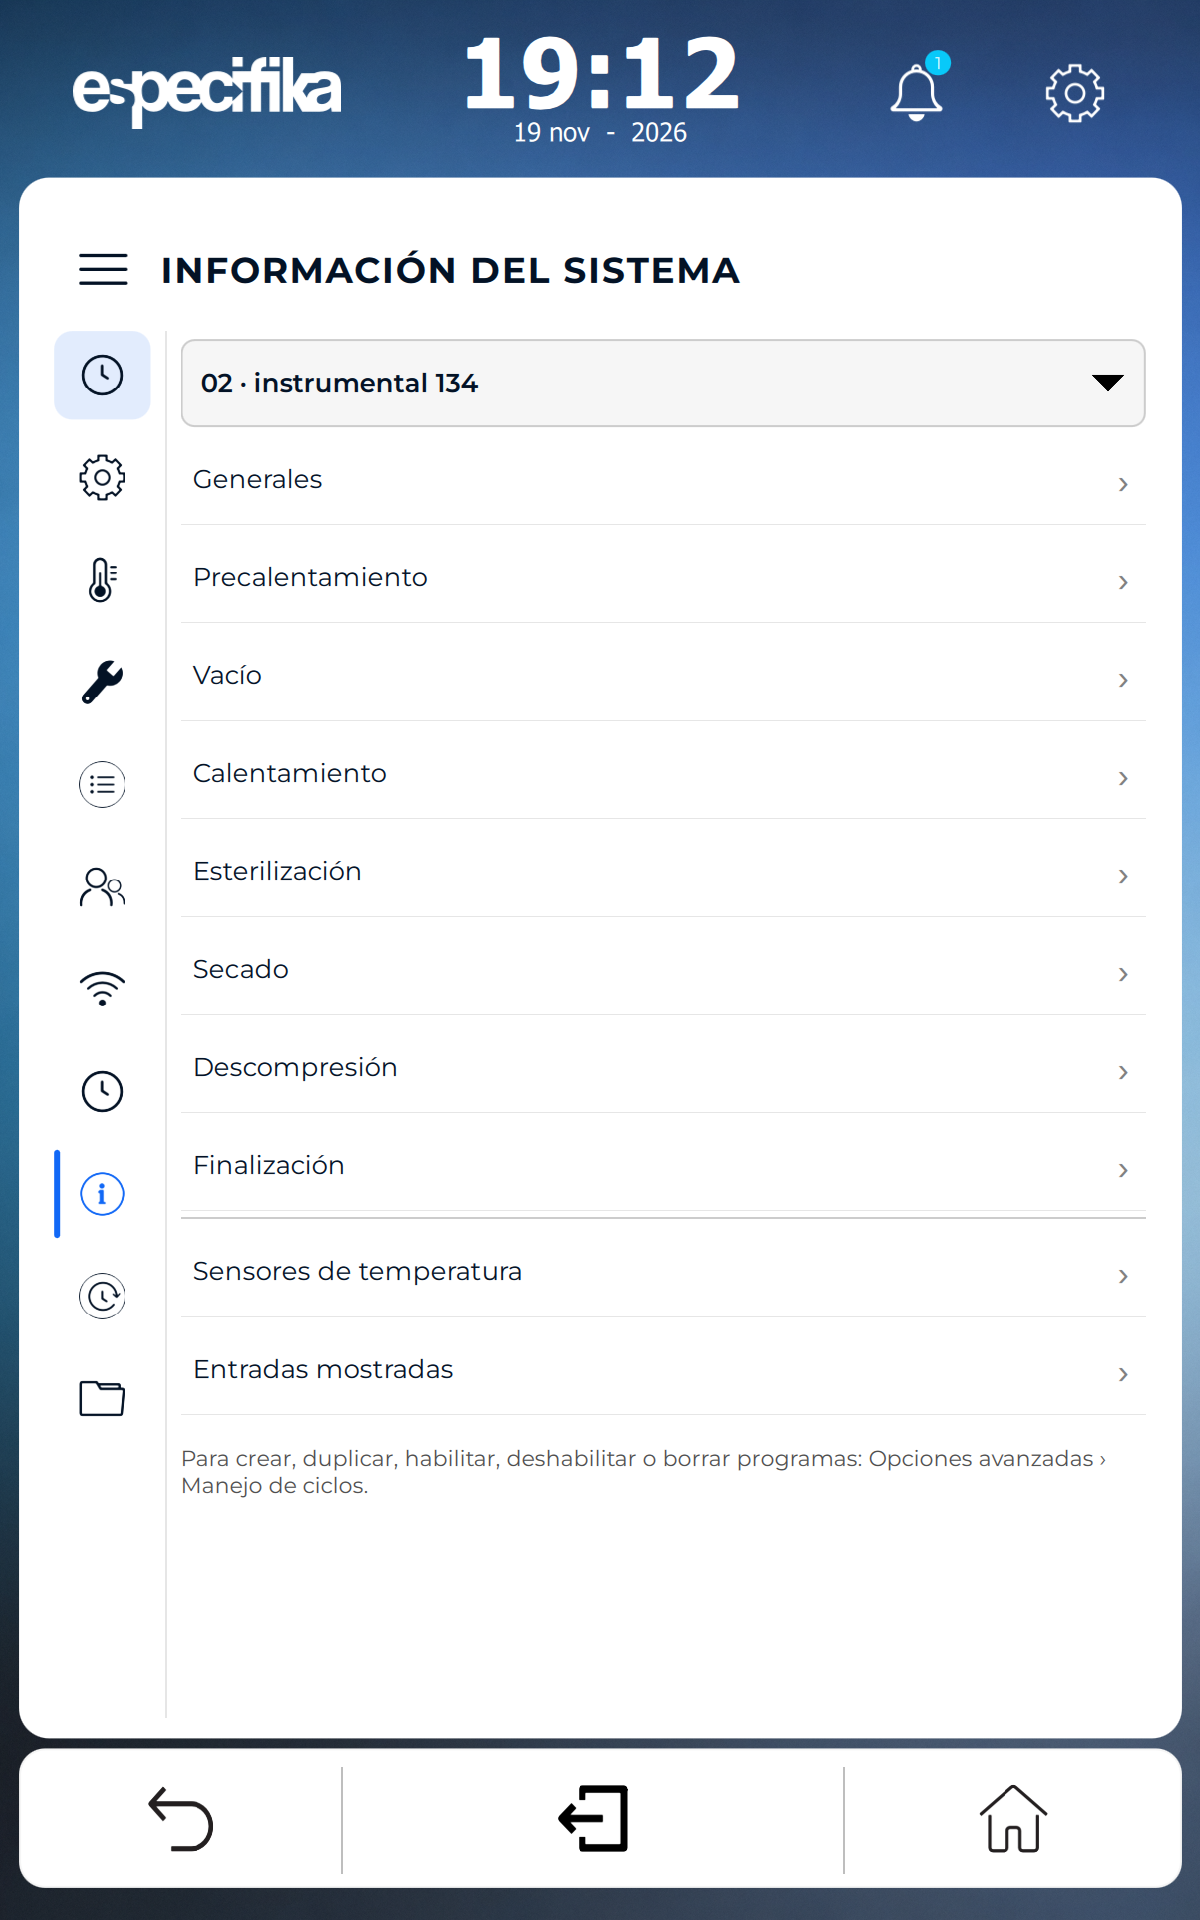 especifika
19:12
19 nov - 2026
1
INFORMACIÓN DEL SISTEMA
02 · instrumental 134
Generales
Precalentamiento
Vacío
Calentamiento
Esterilización
Secado
Descompresión
Finalización
Sensores de temperatura
Entradas mostradas
Para crear, duplicar, habilitar, deshabilitar o borrar programas: Opciones avanzadas ›
Manejo de ciclos.